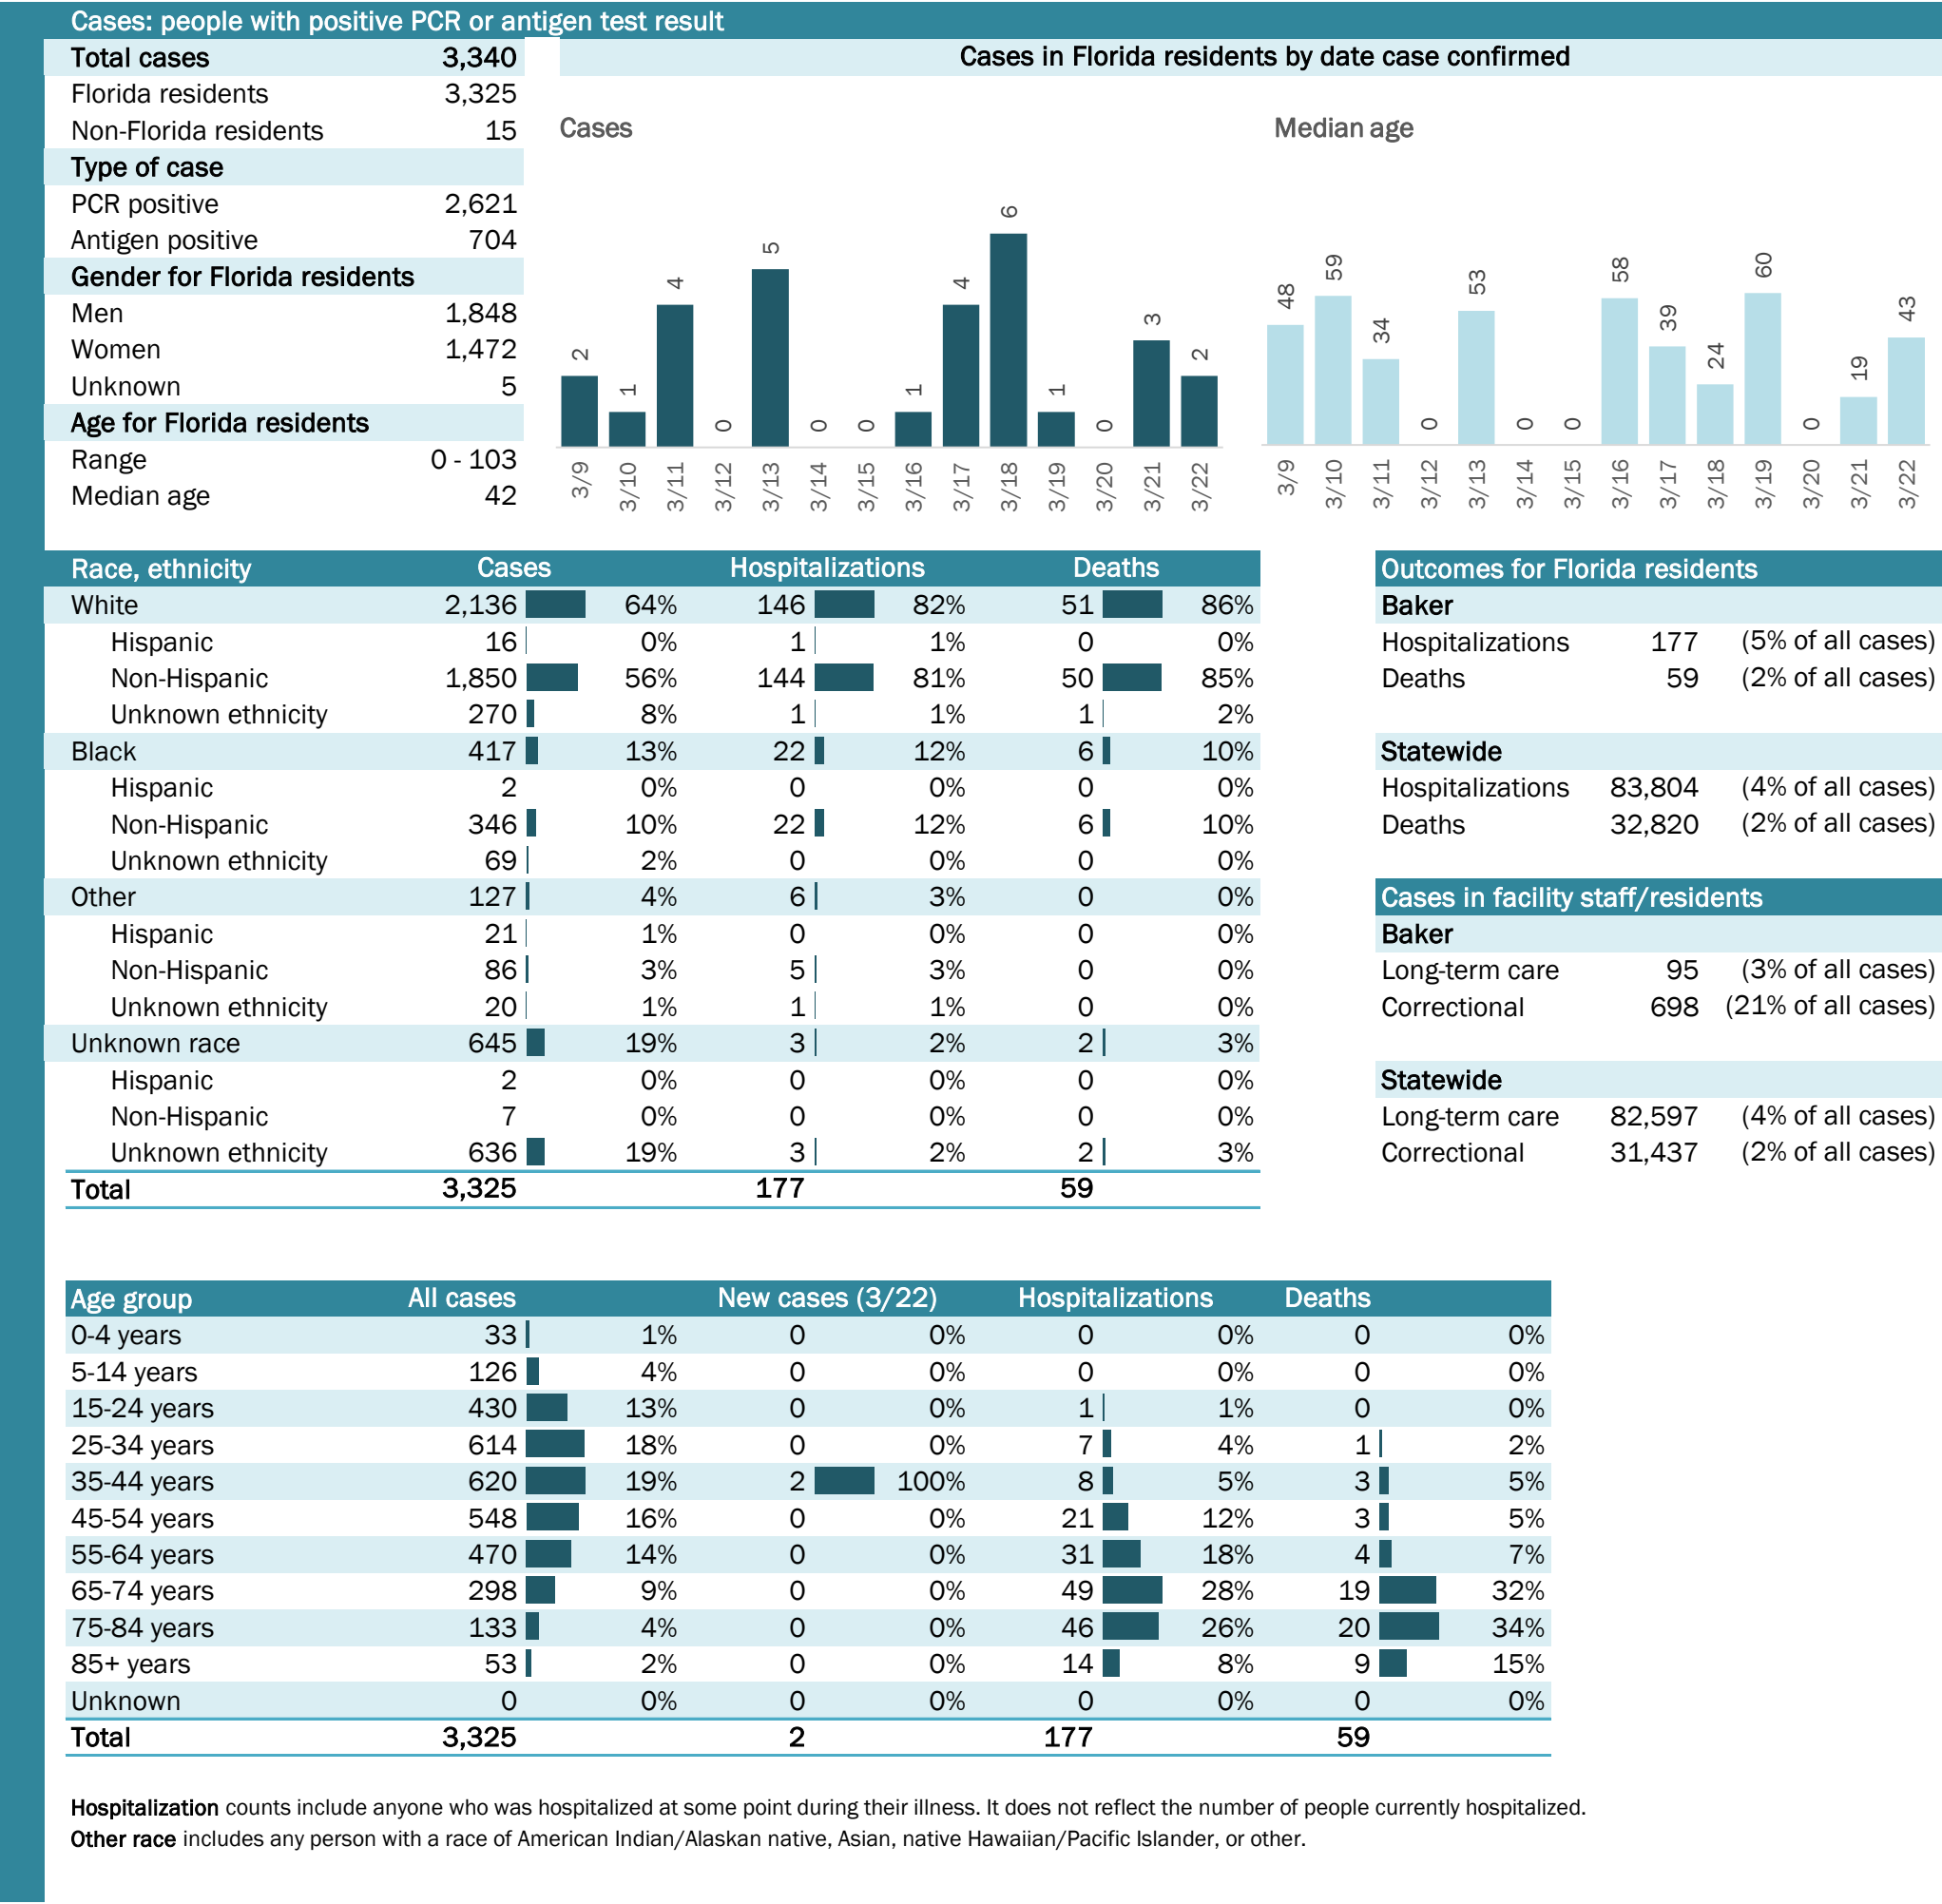 Cases: people with positive PCR or antigen test result
Total cases 3,340
Florida residents 3,325
Non-Florida residents 15
Type of case
PCR positive 2,621
Antigen positive 704
Gender for Florida residents
Men 1,848
Women 1,472
Unknown 5
Age for Florida residents
Range 0 - 103
Median age 42
Cases in Florida residents by date case confirmed
Cases
2 1 4 0 5 0 0 1 4 6 1 0 3 2
3/9 3/10 3/11 3/12 3/13 3/14 3/15 3/16 3/17 3/18 3/19 3/20 3/21 3/22
Median age
48 59 34 0 53 0 0 58 39 24 60 0 19 43
3/9 3/10 3/11 3/12 3/13 3/14 3/15 3/16 3/17 3/18 3/19 3/20 3/21 3/22
Race, ethnicity Cases Hospitalizations Deaths
White 2,136 64% 146 82% 51 86%
Hispanic 16 0% 1 1% 0 0%
Non-Hispanic 1,850 56% 144 81% 50 85%
Unknown ethnicity 270 8% 1 1% 1 2%
Black 417 13% 22 12% 6 10%
Hispanic 2 0% 0 0% 0 0%
Non-Hispanic 346 10% 22 12% 6 10%
Unknown ethnicity 69 2% 0 0% 0 0%
Other 127 4% 6 3% 0 0%
Hispanic 21 1% 0 0% 0 0%
Non-Hispanic 86 3% 5 3% 0 0%
Unknown ethnicity 20 1% 1 1% 0 0%
Unknown race 645 19% 3 2% 2 3%
Hispanic 2 0% 0 0% 0 0%
Non-Hispanic 7 0% 0 0% 0 0%
Unknown ethnicity 636 19% 3 2% 2 3%
Total 3,325 177 59
Outcomes for Florida residents
Baker
Hospitalizations 177 (5% of all cases)
Deaths 59 (2% of all cases)
Statewide
Hospitalizations 83,804 (4% of all cases)
Deaths 32,820 (2% of all cases)
Cases in facility staff/residents
Baker
Long-term care 95 (3% of all cases)
Correctional 698 (21% of all cases)
Statewide
Long-term care 82,597 (4% of all cases)
Correctional 31,437 (2% of all cases)
Age group All cases New cases (3/22) Hospitalizations Deaths
0-4 years 33 1% 0 0% 0 0% 0 0%
5-14 years 126 4% 0 0% 0 0% 0 0%
15-24 years 430 13% 0 0% 1 1% 0 0%
25-34 years 614 18% 0 0% 7 4% 1 2%
35-44 years 620 19% 2 100% 8 5% 3 5%
45-54 years 548 16% 0 0% 21 12% 3 5%
55-64 years 470 14% 0 0% 31 18% 4 7%
65-74 years 298 9% 0 0% 49 28% 19 32%
75-84 years 133 4% 0 0% 46 26% 20 34%
85+ years 53 2% 0 0% 14 8% 9 15%
Unknown 0 0% 0 0% 0 0% 0 0%
Total 3,325 2 177 59
Hospitalization counts include anyone who was hospitalized at some point during their illness. It does not reflect the number of people currently hospitalized.
Other race includes any person with a race of American Indian/Alaskan native, Asian, native Hawaiian/Pacific Islander, or other.